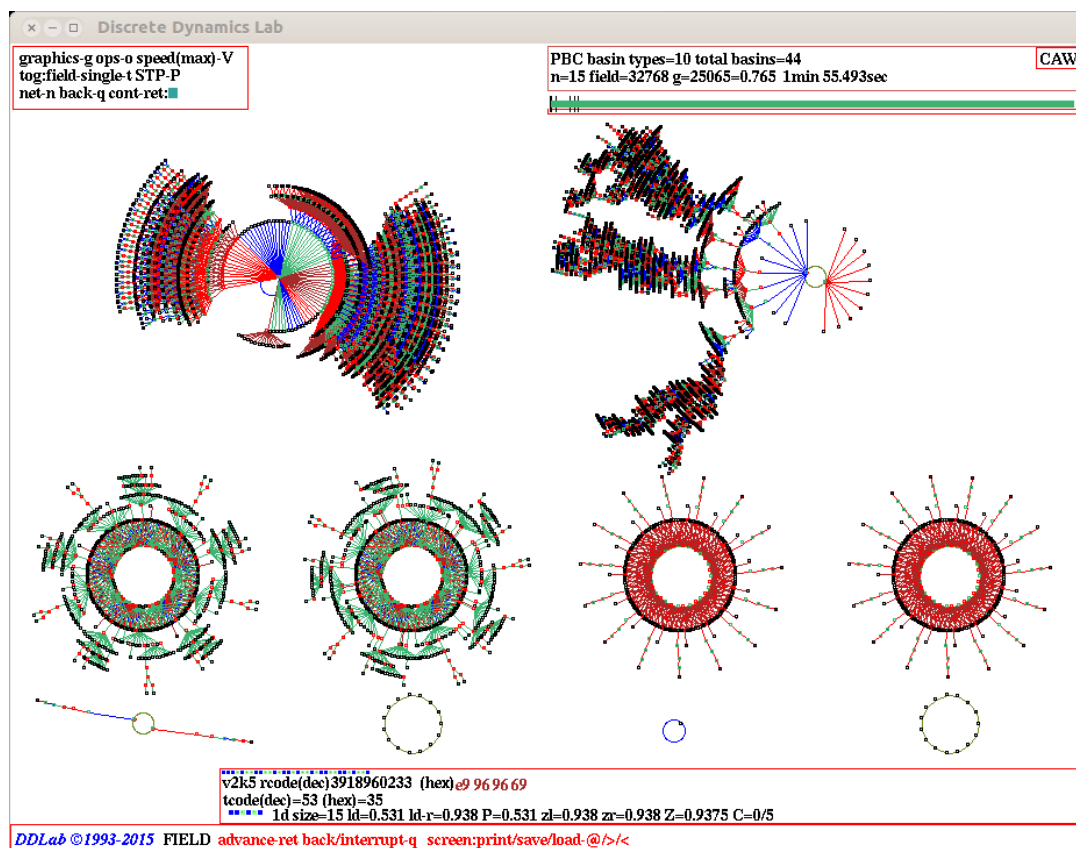 Discrete Dynamics Lab
graphics-g ops-o speed(max)-V
tog:field-single-t STP-P
net-n back-q cont-ret:
PBC basin types=10 total basins=44
n=15 field=32768 g=25065=0.765 1min 55.493sec
CAW
v2k5 rcode(dec)3918960233 (hex)e9 96 96 69
tcode(dec)=53 (hex)=35
1d size=15 ld=0.531 ld-r=0.938 P=0.531 zl=0.938 zr=0.938 Z=0.9375 C=0/5
DDLab ©1993-2015 FIELD advance-ret back/interrupt-q screen:print/save/load-@/>/<